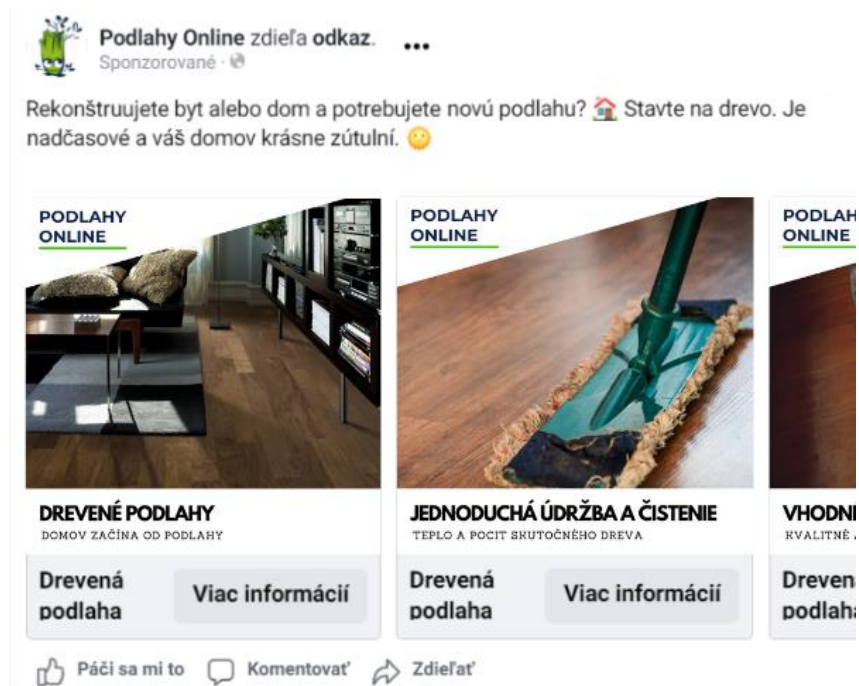 Podlahy Online zdieľa odkaz.
Sponzorované ·
Rekonštruujete byt alebo dom a potrebujete novú podlahu? 🏠 Stavte na drevo. Je
nadčasové a váš domov krásne zútulní. 😶
PODLAHY
ONLINE
DREVENÉ PODLAHY
DOMOV ZAČÍNA OD PODLAHY
Drevená
podlaha
Viac informácií
PODLAHY
ONLINE
JEDNODUCHÁ ÚDRŽBA A ČISTENIE
TEPLO A POCIT SKUTOČNÉHO DREVA
Drevená
podlaha
Viac informácií
ONLINE
KVALITNÉ
Páči sa mi to
Komentovať
Zdieľať